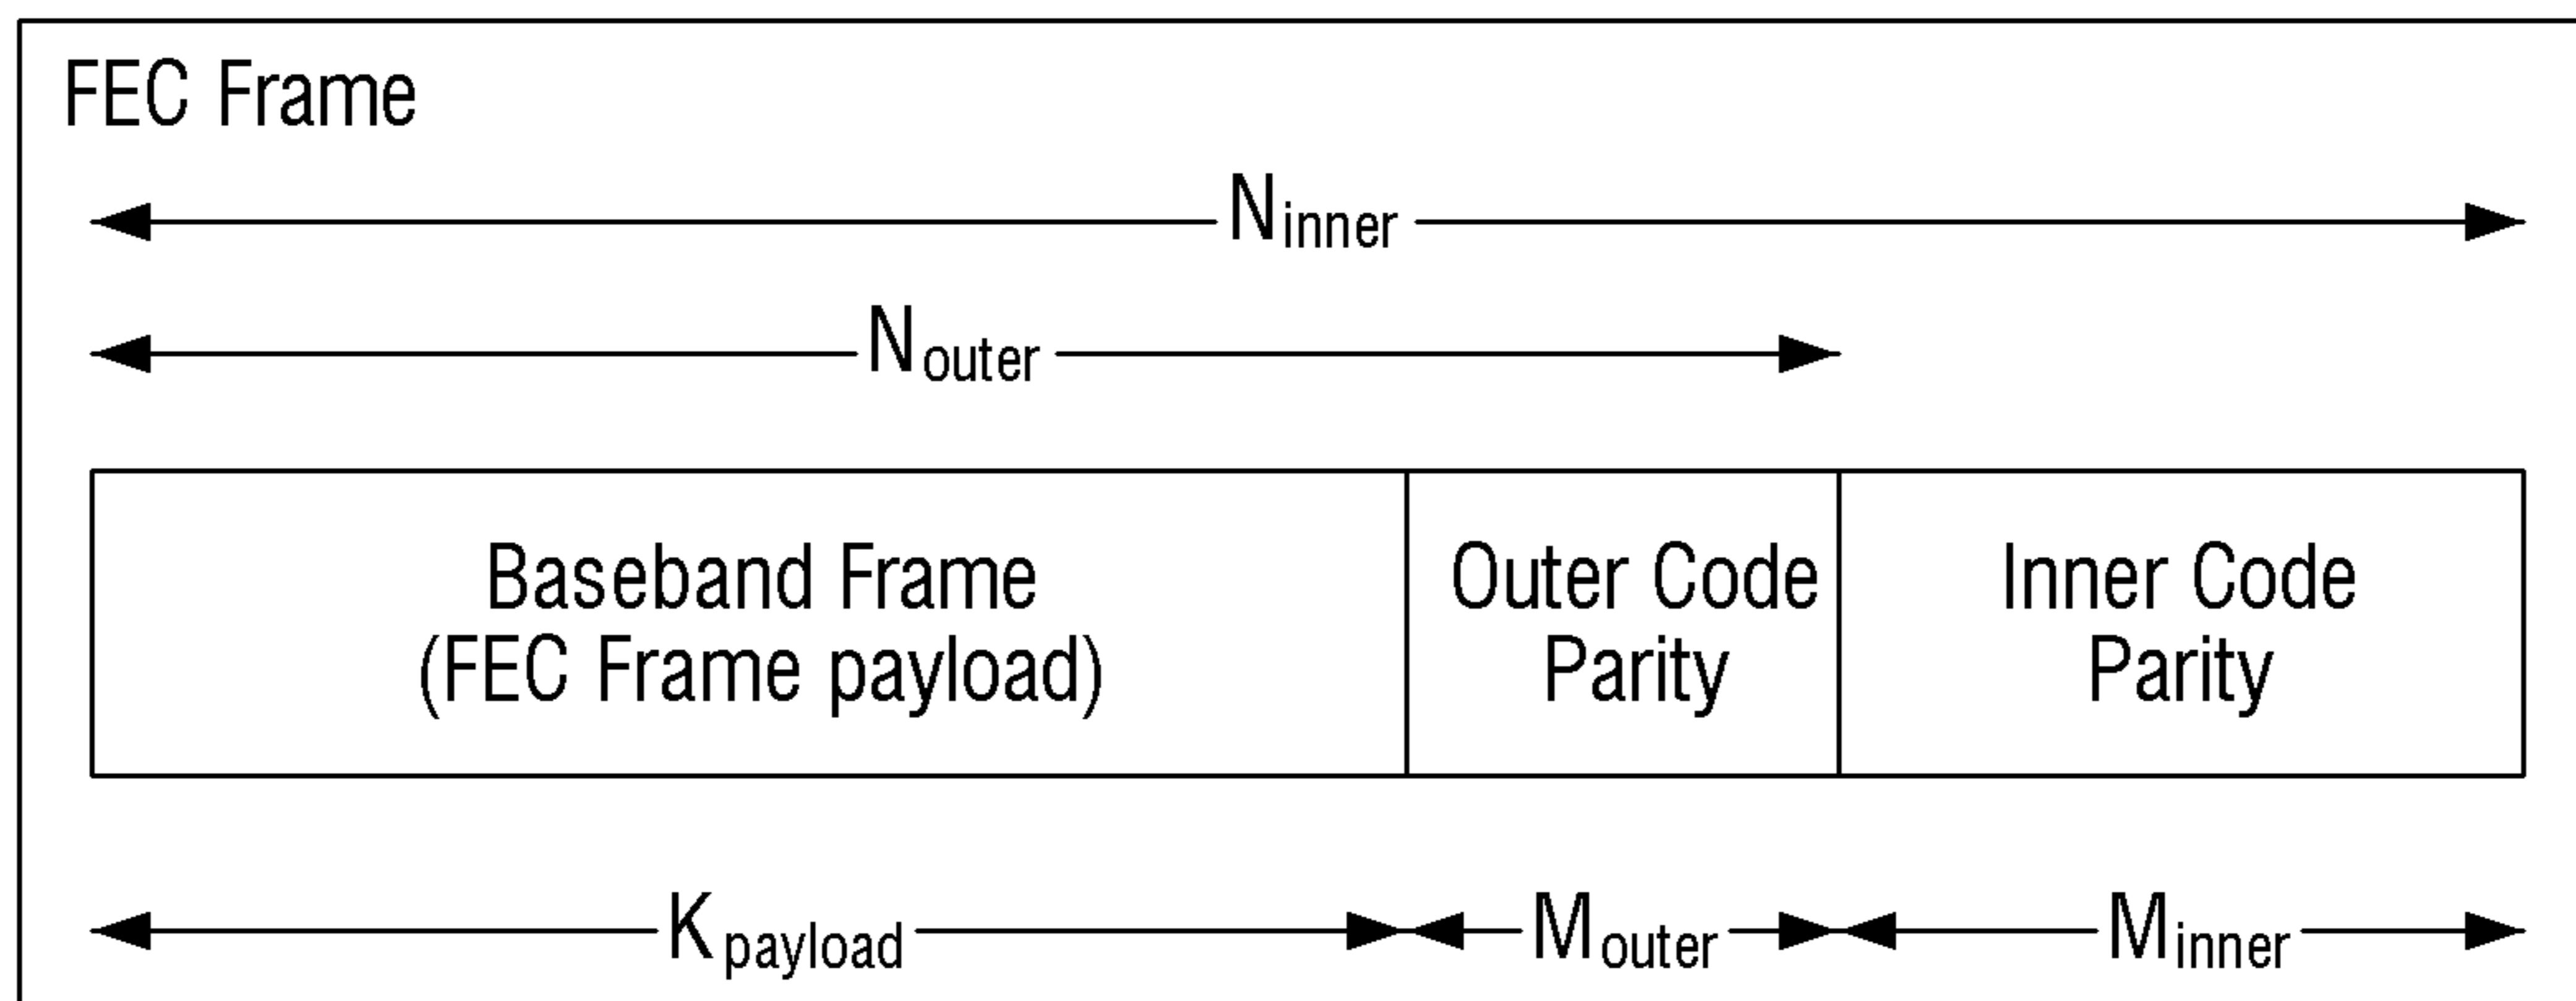 FEC Frame
Ninner
Nouter
Baseband Frame
(FEC Frame payload)
Outer Code
Parity
Inner Code
Parity
Kpayload
Mouter
Minner